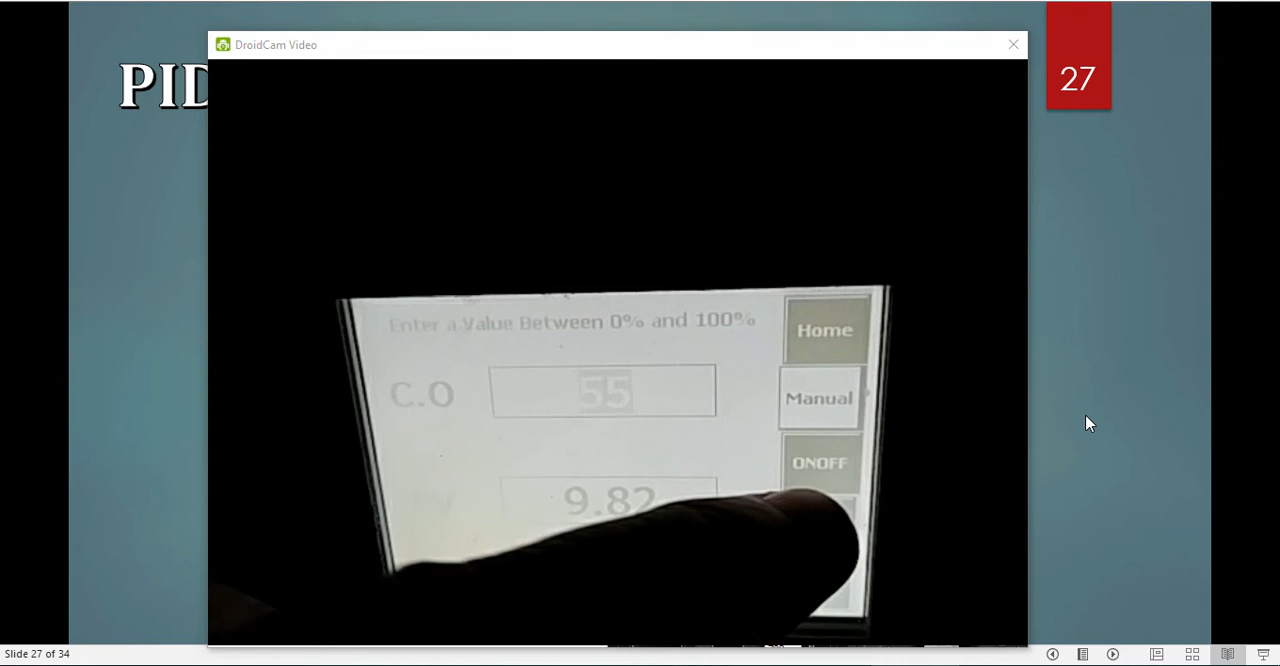 DroidCam Video
PID
27
Enter a Value Between 0% and 100%
Home
C.O
55
Manual
ONOFF
9.82
Slide 27 of 34